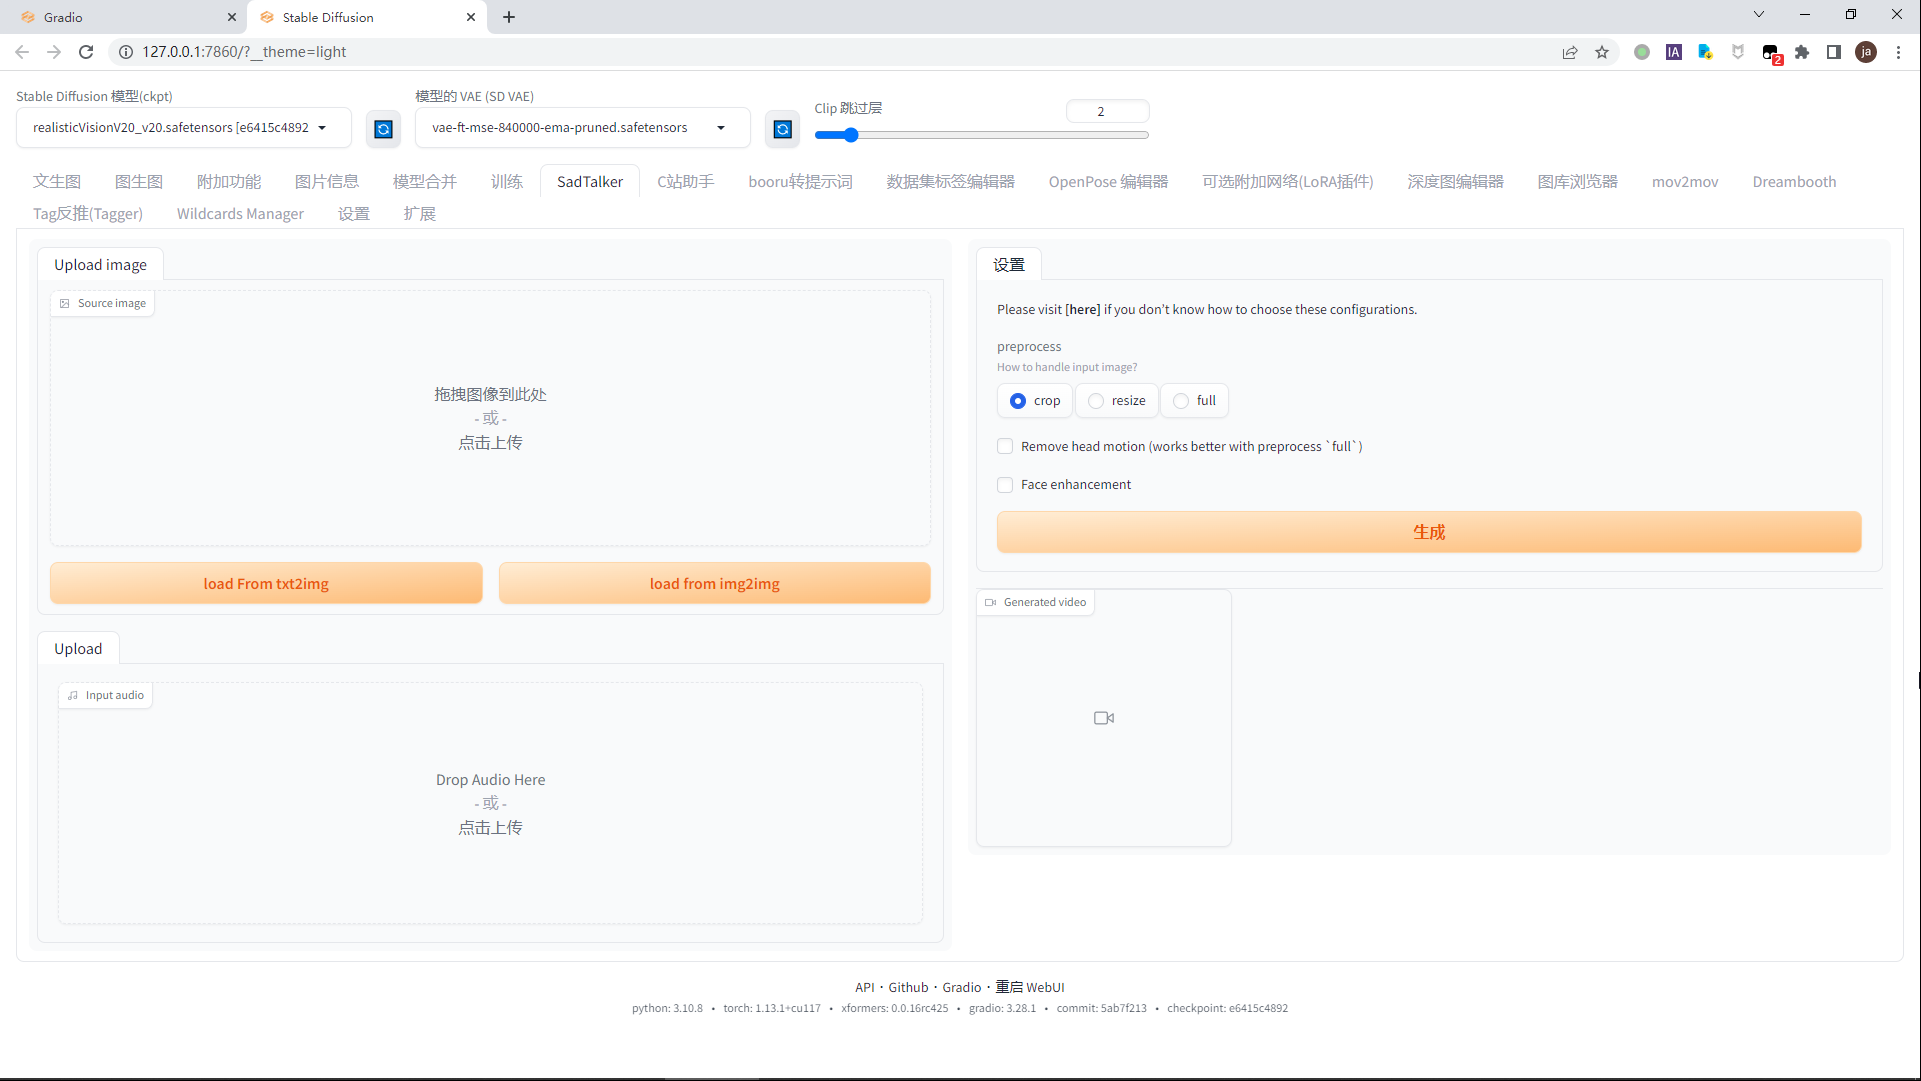 Gradio
Stable Diffusion
127.0.0.1:7860/?__theme=light
IA
2
ja
Stable Diffusion 模型(ckpt)
模型的 VAE (SD VAE)
Clip 跳过层
2
realisticVisionV20_v20.safetensors [e6415c4892
vae-ft-mse-840000-ema-pruned.safetensors
文生图 图生图 附加功能 图片信息 模型合并 训练 SadTalker C站助手 booru转提示词 数据集标签编辑器 OpenPose 编辑器 可选附加网络(LoRA插件) 深度图编辑器 图库浏览器 mov2mov Dreambooth
Tag反推(Tagger) Wildcards Manager 设置 扩展
Upload image
Source image
拖拽图像到此处
- 或 -
点击上传
load From txt2img
load from img2img
Upload
Input audio
Drop Audio Here
- 或 -
点击上传
设置
Please visit [here] if you don't know how to choose these configurations.
preprocess
How to handle input image?
crop resize full
Remove head motion (works better with preprocess `full`)
Face enhancement
生成
Generated video
API · Github · Gradio · 重启 WebUI
python: 3.10.8 • torch: 1.13.1+cu117 • xformers: 0.0.16rc425 • gradio: 3.28.1 • commit: 5ab7f213 • checkpoint: e6415c4892